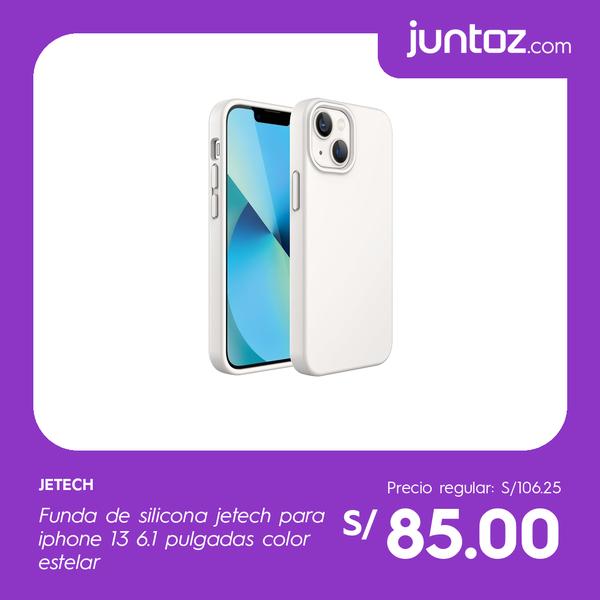 juntoz.com
JETECH
Funda de silicona jetech para
iphone 13 6.1 pulgadas color
estelar
Precio regular: S/106.25
S/ 85.00